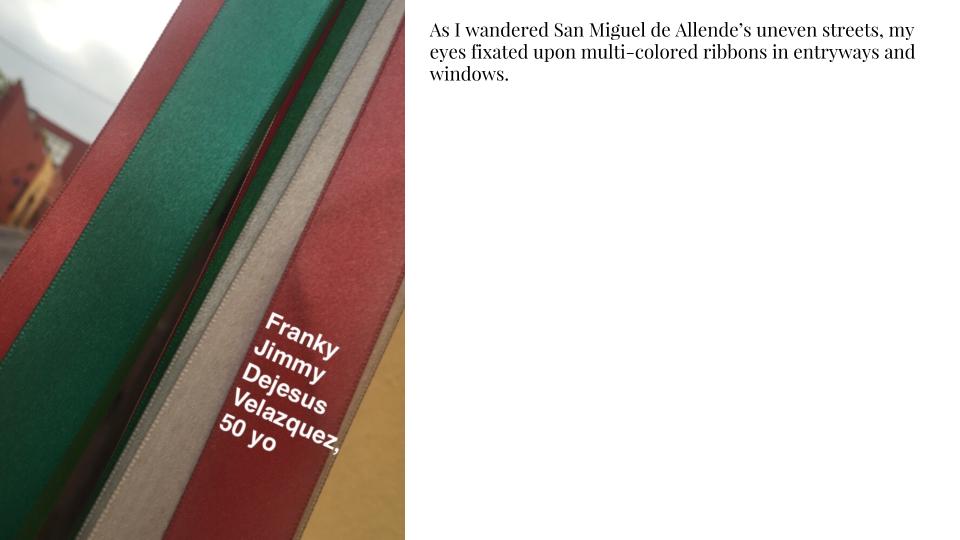 As I wandered San Miguel de Allende’s uneven streets, my
eyes fixated upon multi-colored ribbons in entryways and
windows.
Franky
Jimmy
Dejesus
Velazquez,
50 yo